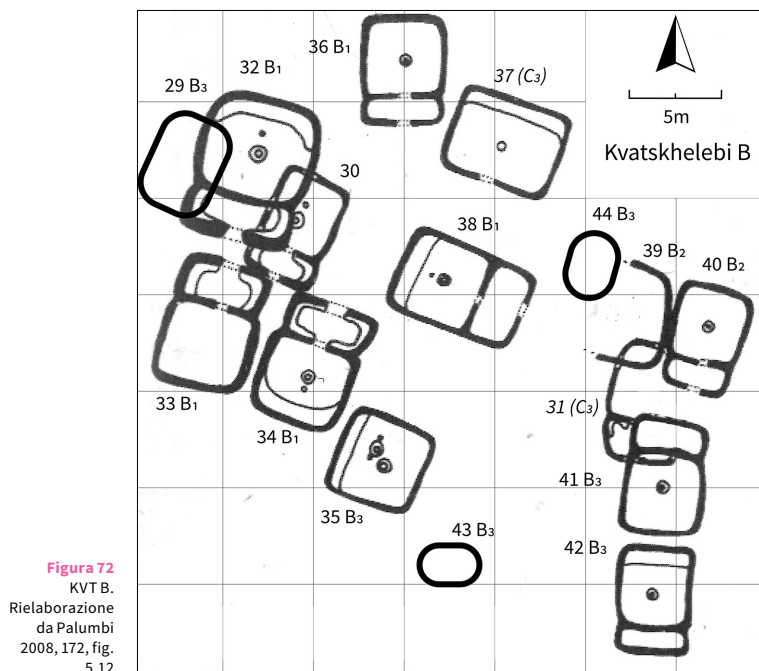 36 B₁
37 (C₃)
32 B₁
29 B₃
5m
Kvatskhelebi B
30
44 B₃
38 B₁
39 B₂
40 B₂
33 B₁
31 (C₃)
34 B₁
41 B₃
35 B₃
43 B₃
42 B₃
Figura 72
KVT B.
Rielaborazione
da Palumbi
2008, 172, fig.
5.12